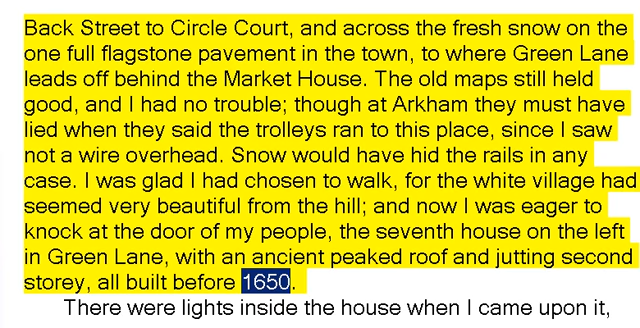 Back Street to Circle Court, and across the fresh snow on the
one full flagstone pavement in the town, to where Green Lane
leads off behind the Market House. The old maps still held
good, and I had no trouble; though at Arkham they must have
lied when they said the trolleys ran to this place, since I saw
not a wire overhead. Snow would have hid the rails in any
case. I was glad I had chosen to walk, for the white village had
seemed very beautiful from the hill; and now I was eager to
knock at the door of my people, the seventh house on the left
in Green Lane, with an ancient peaked roof and jutting second
storey, all built before 1650.
There were lights inside the house when I came upon it,